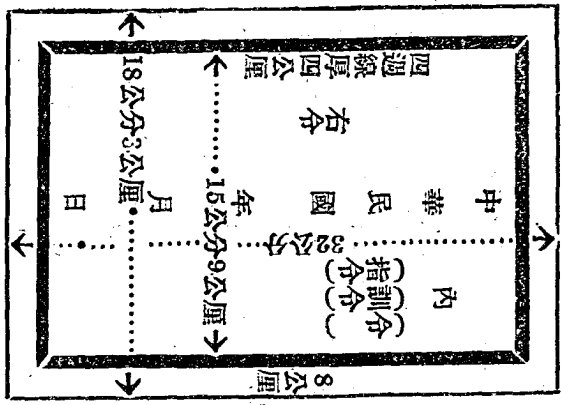 四週線厚四公厘
內
指令
訓令
令
右令
中華民國 年 月 日
32公分
15公分9公厘
18公分3公厘
8公厘